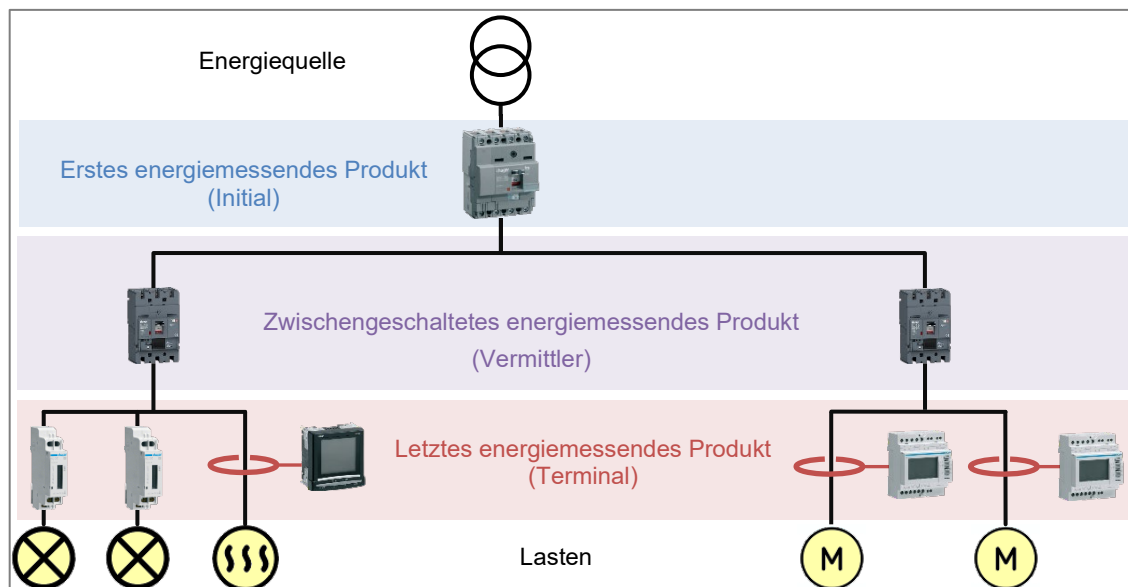 Energiequelle
Erstes energiemessendes Produkt
(Initial)
Zwischengeschaltetes energiemessendes Produkt
(Vermittler)
Letztes energiemessendes Produkt
(Terminal)
M
M
Lasten